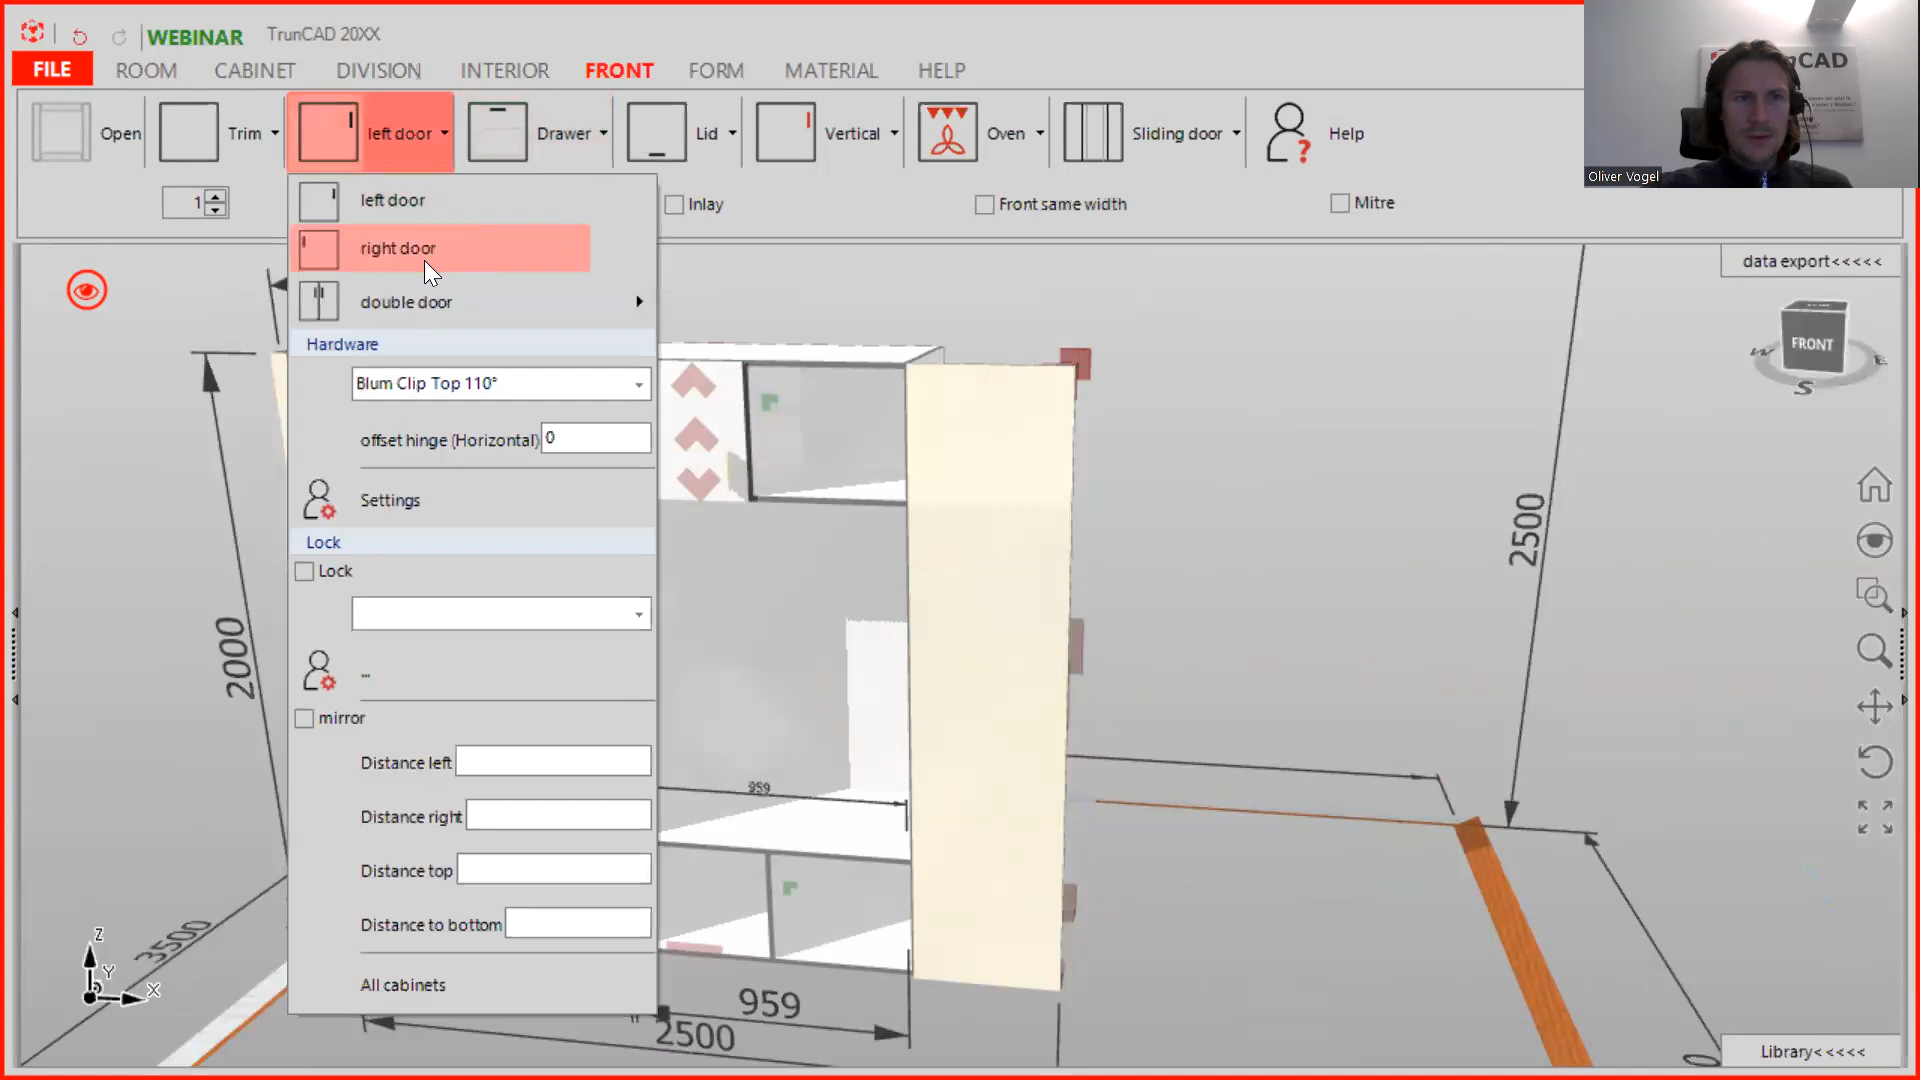 WEBINAR TrunCAD 20XX
FILE ROOM CABINET DIVISION INTERIOR FRONT FORM MATERIAL HELP
Open Trim left door Drawer Lid Vertical Oven Sliding door Help
1 Inlay Front same width Mitre
CAD
Oliver Vogel
left door
right door
double door
Hardware
Blum Clip Top 110°
offset hinge (Horizontal) 0
Settings
Lock
Lock
...
mirror
Distance left
Distance right
Distance top
Distance to bottom
All cabinets
data export<<<<<
FRONT
W S E
2500
2000
3500
959
959
2500
0
Z
Y
X
Library<<<<<